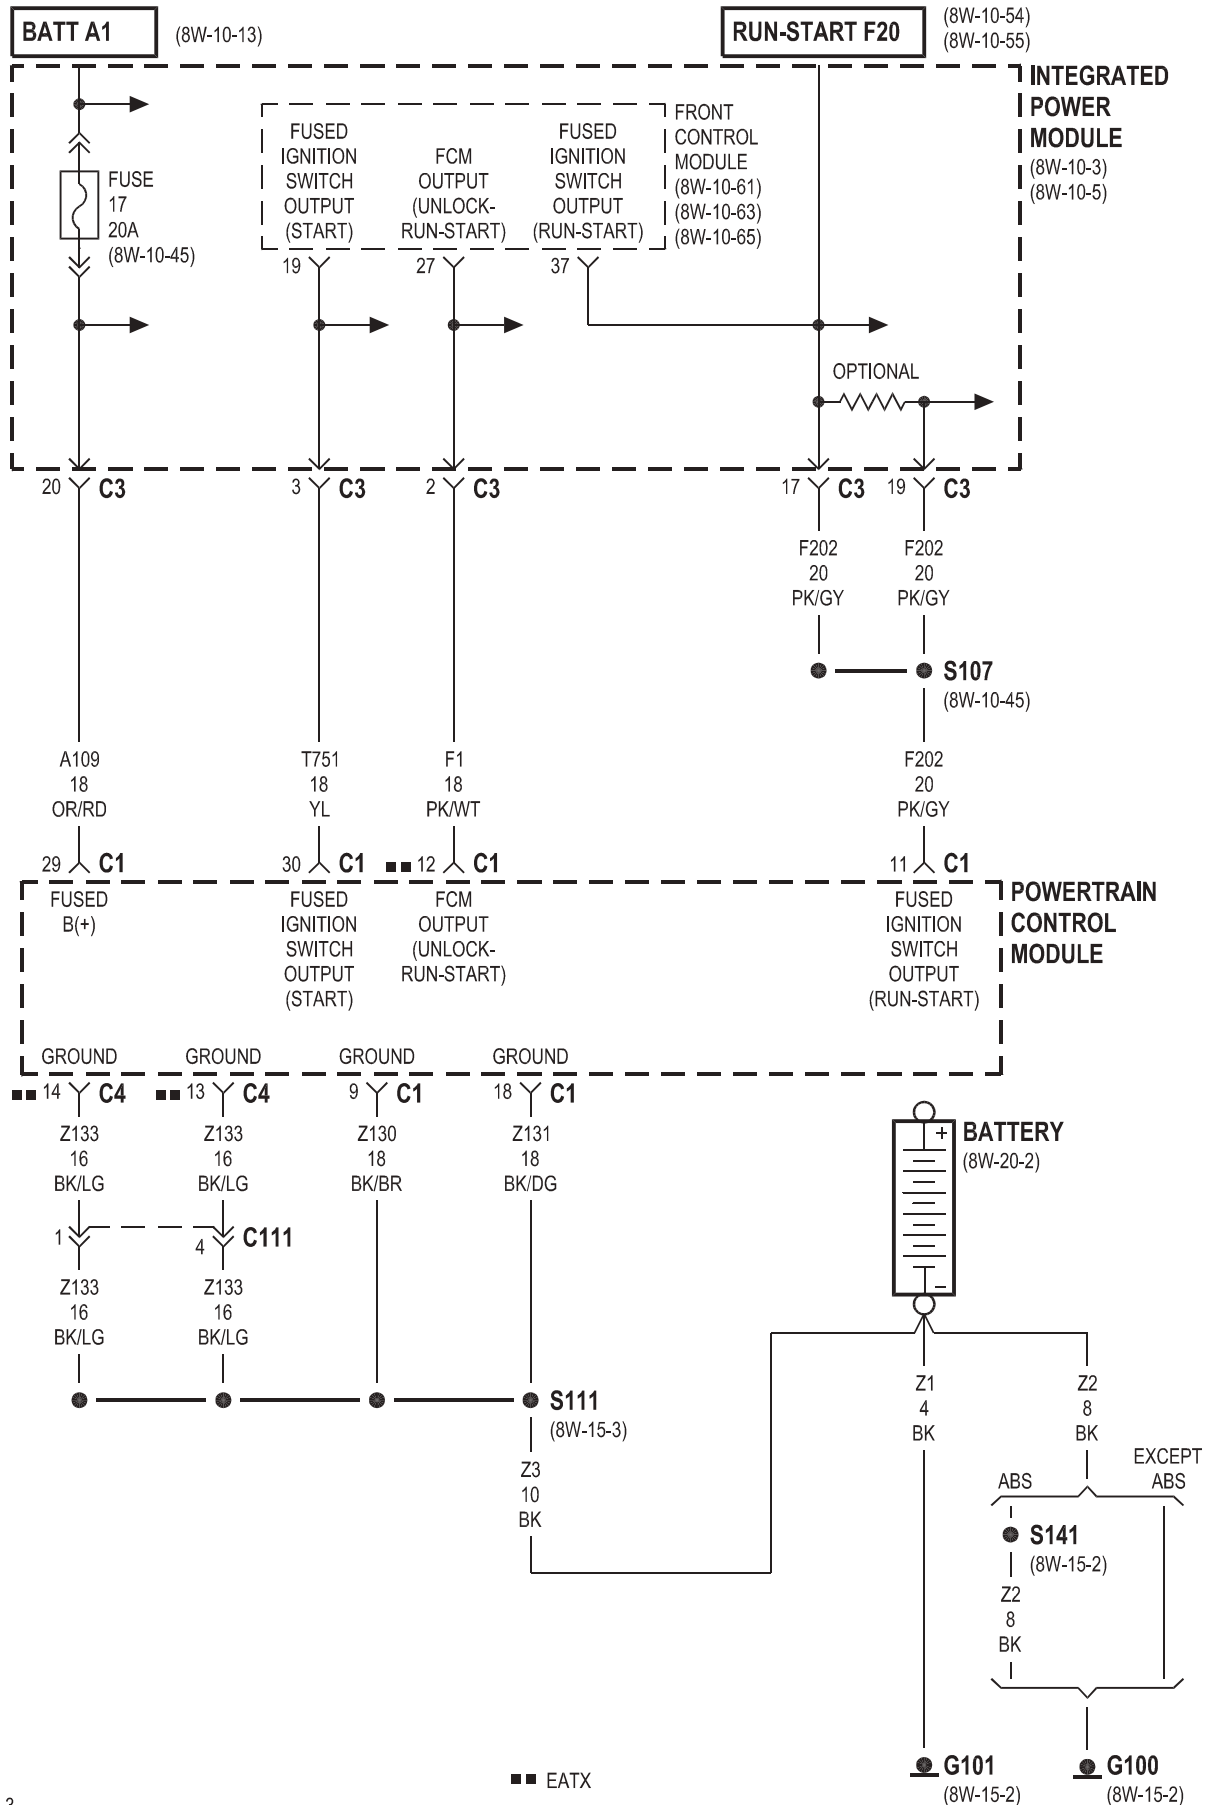 BATT A1
(8W-10-13)
RUN-START F20
(8W-10-54)
(8W-10-55)
INTEGRATED
POWER
MODULE
(8W-10-3)
(8W-10-5)
FUSE
17
20A
(8W-10-45)
FUSED
IGNITION
SWITCH
OUTPUT
(START)
FCM
OUTPUT
(UNLOCK-
RUN-START)
FUSED
IGNITION
SWITCH
OUTPUT
(RUN-START)
FRONT
CONTROL
MODULE
(8W-10-61)
(8W-10-63)
(8W-10-65)
19
27
37
OPTIONAL
20 C3
3 C3
2 C3
17 C3
19 C3
F202
20
PK/GY
F202
20
PK/GY
S107
(8W-10-45)
A109
18
OR/RD
T751
18
YL
F1
18
PK/WT
F202
20
PK/GY
29 C1
30 C1
12 C1
11 C1
FUSED
B(+)
FUSED
IGNITION
SWITCH
OUTPUT
(START)
FCM
OUTPUT
(UNLOCK-
RUN-START)
FUSED
IGNITION
SWITCH
OUTPUT
(RUN-START)
POWERTRAIN
CONTROL
MODULE
GROUND
GROUND
GROUND
GROUND
14 C4
13 C4
9 C1
18 C1
Z133
16
BK/LG
Z133
16
BK/LG
Z130
18
BK/BR
Z131
18
BK/DG
1
4
C111
Z133
16
BK/LG
Z133
16
BK/LG
S111
(8W-15-3)
Z3
10
BK
+
BATTERY
(8W-20-2)
–
Z1
4
BK
Z2
8
BK
ABS
EXCEPT
ABS
S141
(8W-15-2)
Z2
8
BK
G101
(8W-15-2)
G100
(8W-15-2)
EATX
3